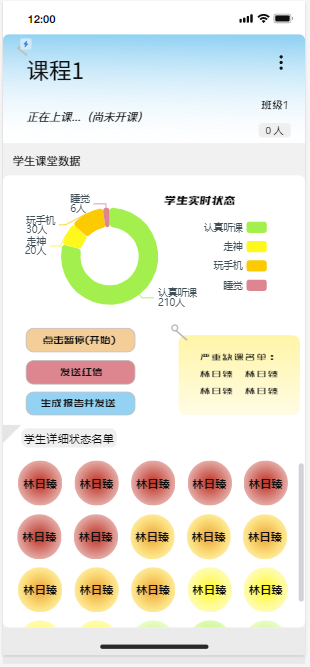 12:00
课程1
班级1
正在上课...（尚未开课）
0 人
学生课堂数据
学生实时状态
睡觉
6人
玩手机
30人
走神
20人
认真听课
210人
认真听课
走神
玩手机
睡觉
点击暂停(开始)
发送红信
生成报告并发送
严重缺课名单：
林日臻 林日臻
林日臻 林日臻
学生详细状态名单
林日臻 林日臻 林日臻 林日臻 林日臻
林日臻 林日臻 林日臻 林日臻 林日臻
林日臻 林日臻 林日臻 林日臻 林日臻